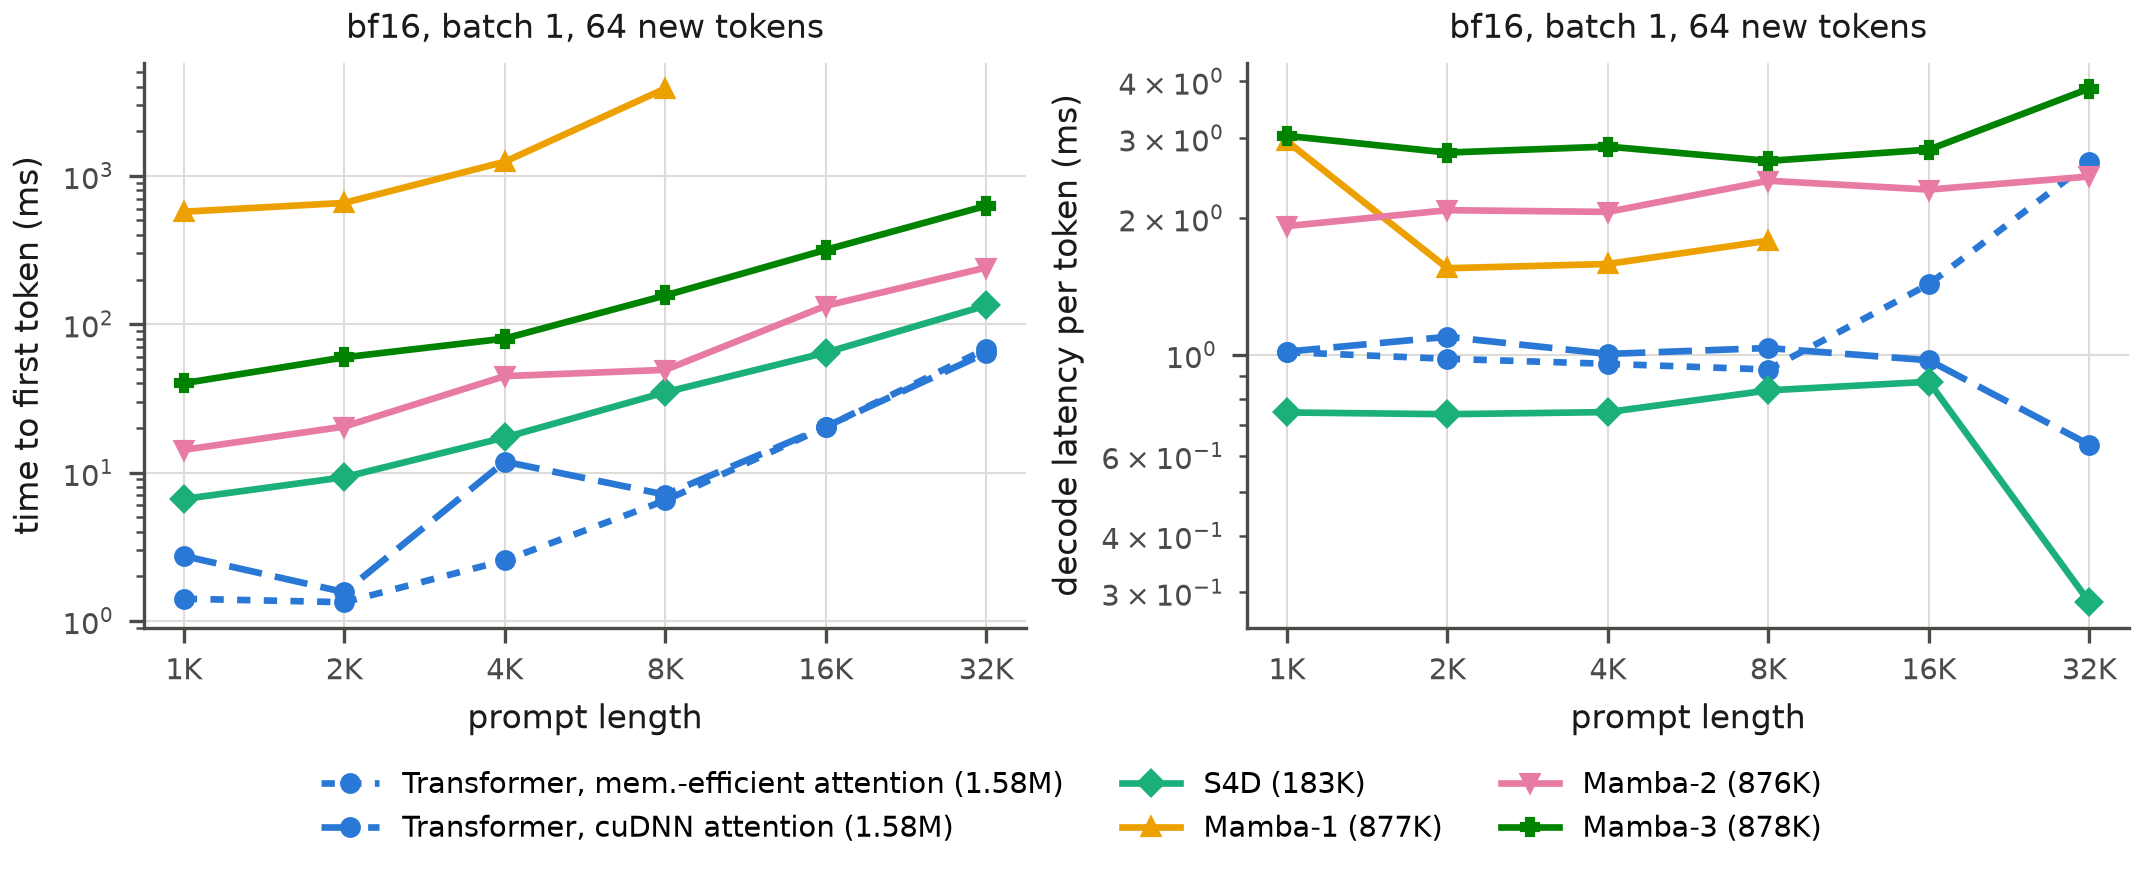 bf16, batch 1, 64 new tokens
time to first token (ms)
10³
10²
10¹
10⁰
1K 2K 4K 8K 16K 32K
prompt length
bf16, batch 1, 64 new tokens
decode latency per token (ms)
4 × 10⁰
3 × 10⁰
2 × 10⁰
10⁰
6 × 10⁻¹
4 × 10⁻¹
3 × 10⁻¹
1K 2K 4K 8K 16K 32K
prompt length
Transformer, mem.-efficient attention (1.58M)
Transformer, cuDNN attention (1.58M)
S4D (183K)
Mamba-1 (877K)
Mamba-2 (876K)
Mamba-3 (878K)